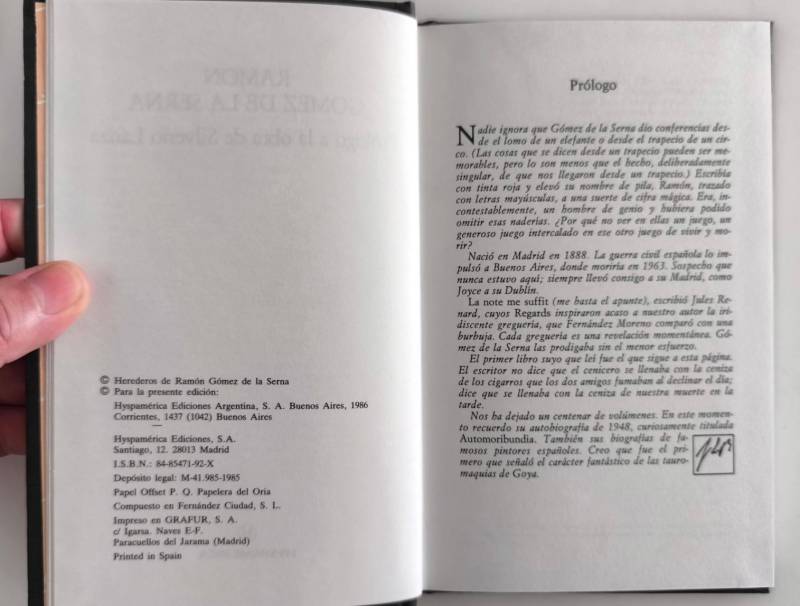 © Herederos de Ramón Gómez de la Serna
© Para la presente edición:
Hyspamérica Ediciones Argentina, S. A. Buenos Aires, 1986
Corrientes, 1437 (1042) Buenos Aires
Hyspamérica Ediciones, S.A.
Santiago, 12. 28013 Madrid
I.S.B.N.: 84-85471-92-X
Depósito legal: M-41.985-1985
Papel Offset P. Q. Papelera del Oria
Compuesto en Fernández Ciudad, S. L.
Impreso en GRAFUR, S. A.
c/ Igarsa. Naves E-F.
Paracuellos del Jarama (Madrid)
Printed in Spain
Prólogo
Nadie ignora que Gómez de la Serna dio conferencias des-
de el lomo de un elefante o desde el trapecio de un cir-
co. (Las cosas que se dicen desde un trapecio pueden ser me-
morables, pero lo son menos que el hecho, deliberadamente
singular, de que nos llegaron desde un trapecio.) Escribía
con tinta roja y elevó su nombre de pila, Ramón, trazado
con letras mayúsculas, a una suerte de cifra mágica. Era, in-
contestablemente, un hombre de genio y hubiera podido
omitir esas naderías. ¿Por qué no ver en ellas un juego, un
generoso juego intercalado en ese otro juego de vivir y mo-
rir?
Nació en Madrid en 1888. La guerra civil española lo im-
pulsó a Buenos Aires, donde moriría en 1963. Sospecho que
nunca estuvo aquí; siempre llevó consigo a su Madrid, como
Joyce a su Dublín.
La note me suffit (me basta el apunte), escribió Jules Re-
nard, cuyos Regards inspiraron acaso a nuestro autor la iri-
discente greguería, que Fernández Moreno comparó con una
burbuja. Cada greguería es una revelación momentánea. Gó-
mez de la Serna las prodigaba sin el menor esfuerzo.
El primer libro suyo que leí fue el que sigue a esta página.
El escritor no dice que el cenicero se llenaba con la ceniza
de los cigarros que los dos amigos fumaban al declinar el día;
dice que se llenaba con la ceniza de nuestra muerte en la
tarde.
Nos ha dejado un centenar de volúmenes. En este momen-
to recuerdo su autobiografía de 1948, curiosamente titulada
Automoribundia. También sus biografías de fa-
mosos pintores españoles. Creo que fue el pri-
mero que señaló el carácter fantástico de las tauro-
maquias de Goya.